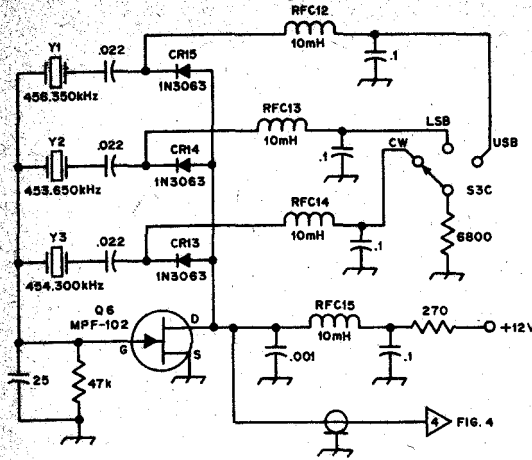 RFC12
10mH
.1
Y1
.022
CR15
1N3063
456.350kHz
RFC13
10mH
.1
LSB
USB
Y2
.022
CR14
1N3063
453.650kHz
CW
S3C
RFC14
10mH
.1
6800
Y3
.022
CR13
1N3063
454.300kHz
Q6
MPF-102
D
G
S
RFC15
10mH
270
+12V
.001
.1
25
47k
4
FIG. 4